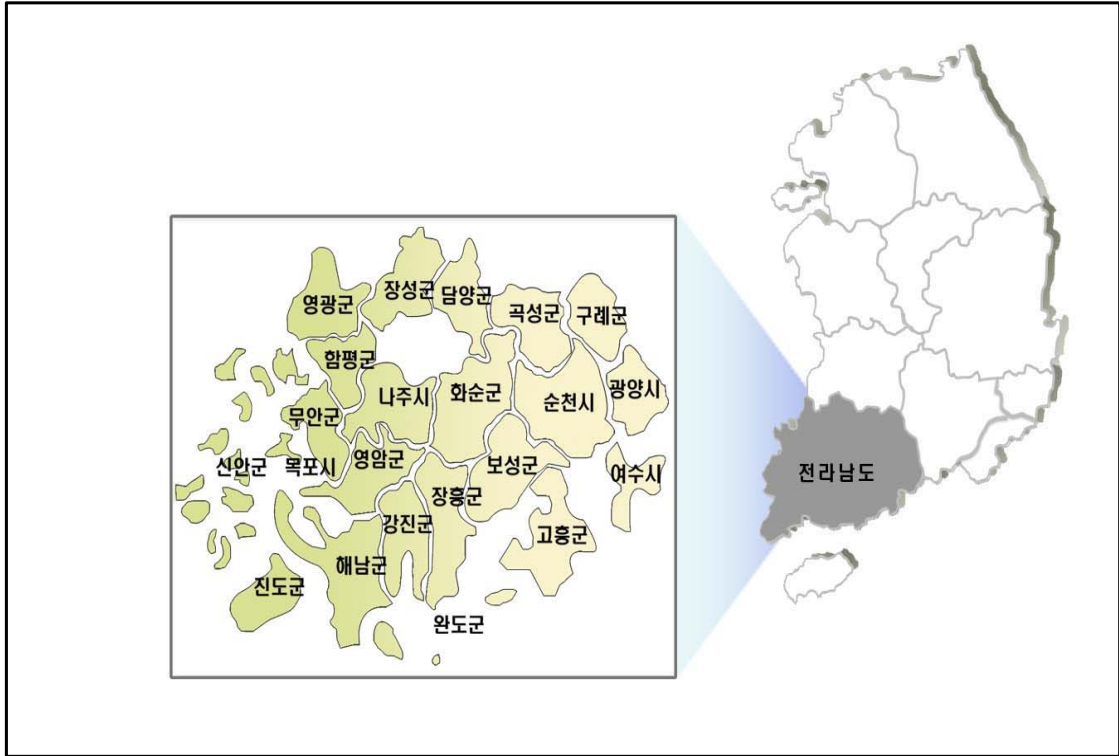 장성군
담양군
영광군
곡성군
구례군
함평군
나주시
화순군
순천시
광양시
무안군
신안군
목포시
영암군
보성군
여수시
장흥군
강진군
고흥군
해남군
진도군
완도군
전라남도